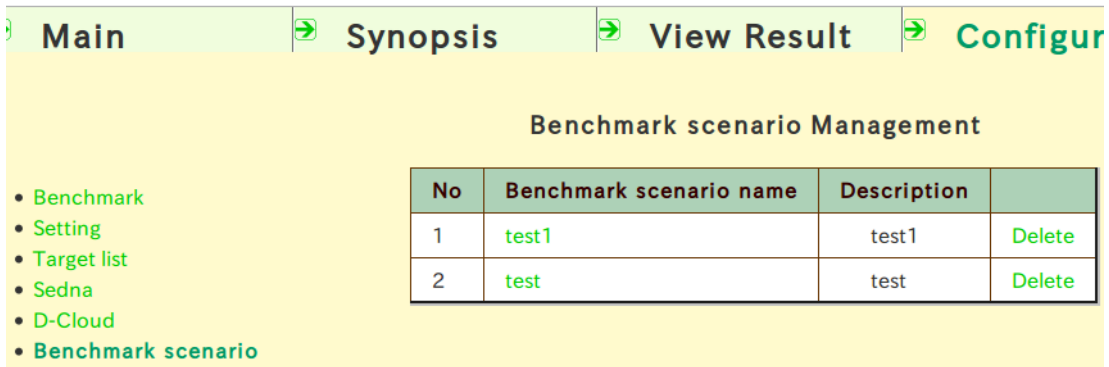 Main Synopsis View Result Configur
Benchmark scenario Management
Benchmark
Setting
Target list
Sedna
D-Cloud
Benchmark scenario
No Benchmark scenario name Description
1 test1 test1 Delete
2 test test Delete